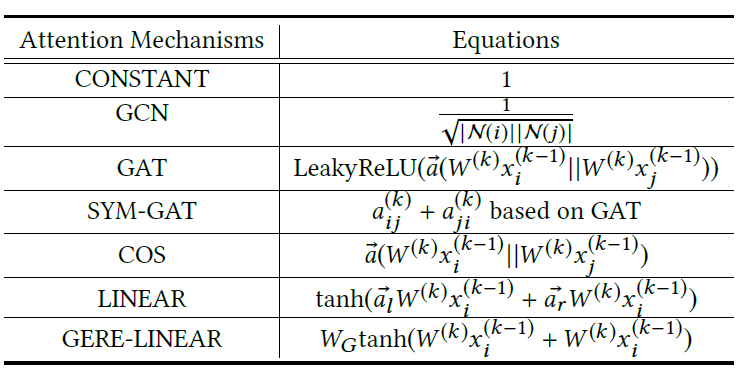 Attention Mechanisms Equations
CONSTANT 1
GCN \frac{1}{\sqrt{|\mathcal{N}(i)||\mathcal{N}(j)|}}
GAT LeakyReLU(\vec{a}(W^{(k)}x_i^{(k-1)}||W^{(k)}x_j^{(k-1)}))
SYM-GAT a_{ij}^{(k)} + a_{ji}^{(k)} based on GAT
COS \vec{a}(W^{(k)}x_i^{(k-1)}||W^{(k)}x_j^{(k-1)})
LINEAR tanh(\vec{a_l}W^{(k)}x_i^{(k-1)} + \vec{a_r}W^{(k)}x_i^{(k-1)})
GERE-LINEAR W_G tanh(W^{(k)}x_i^{(k-1)} + W^{(k)}x_i^{(k-1)})